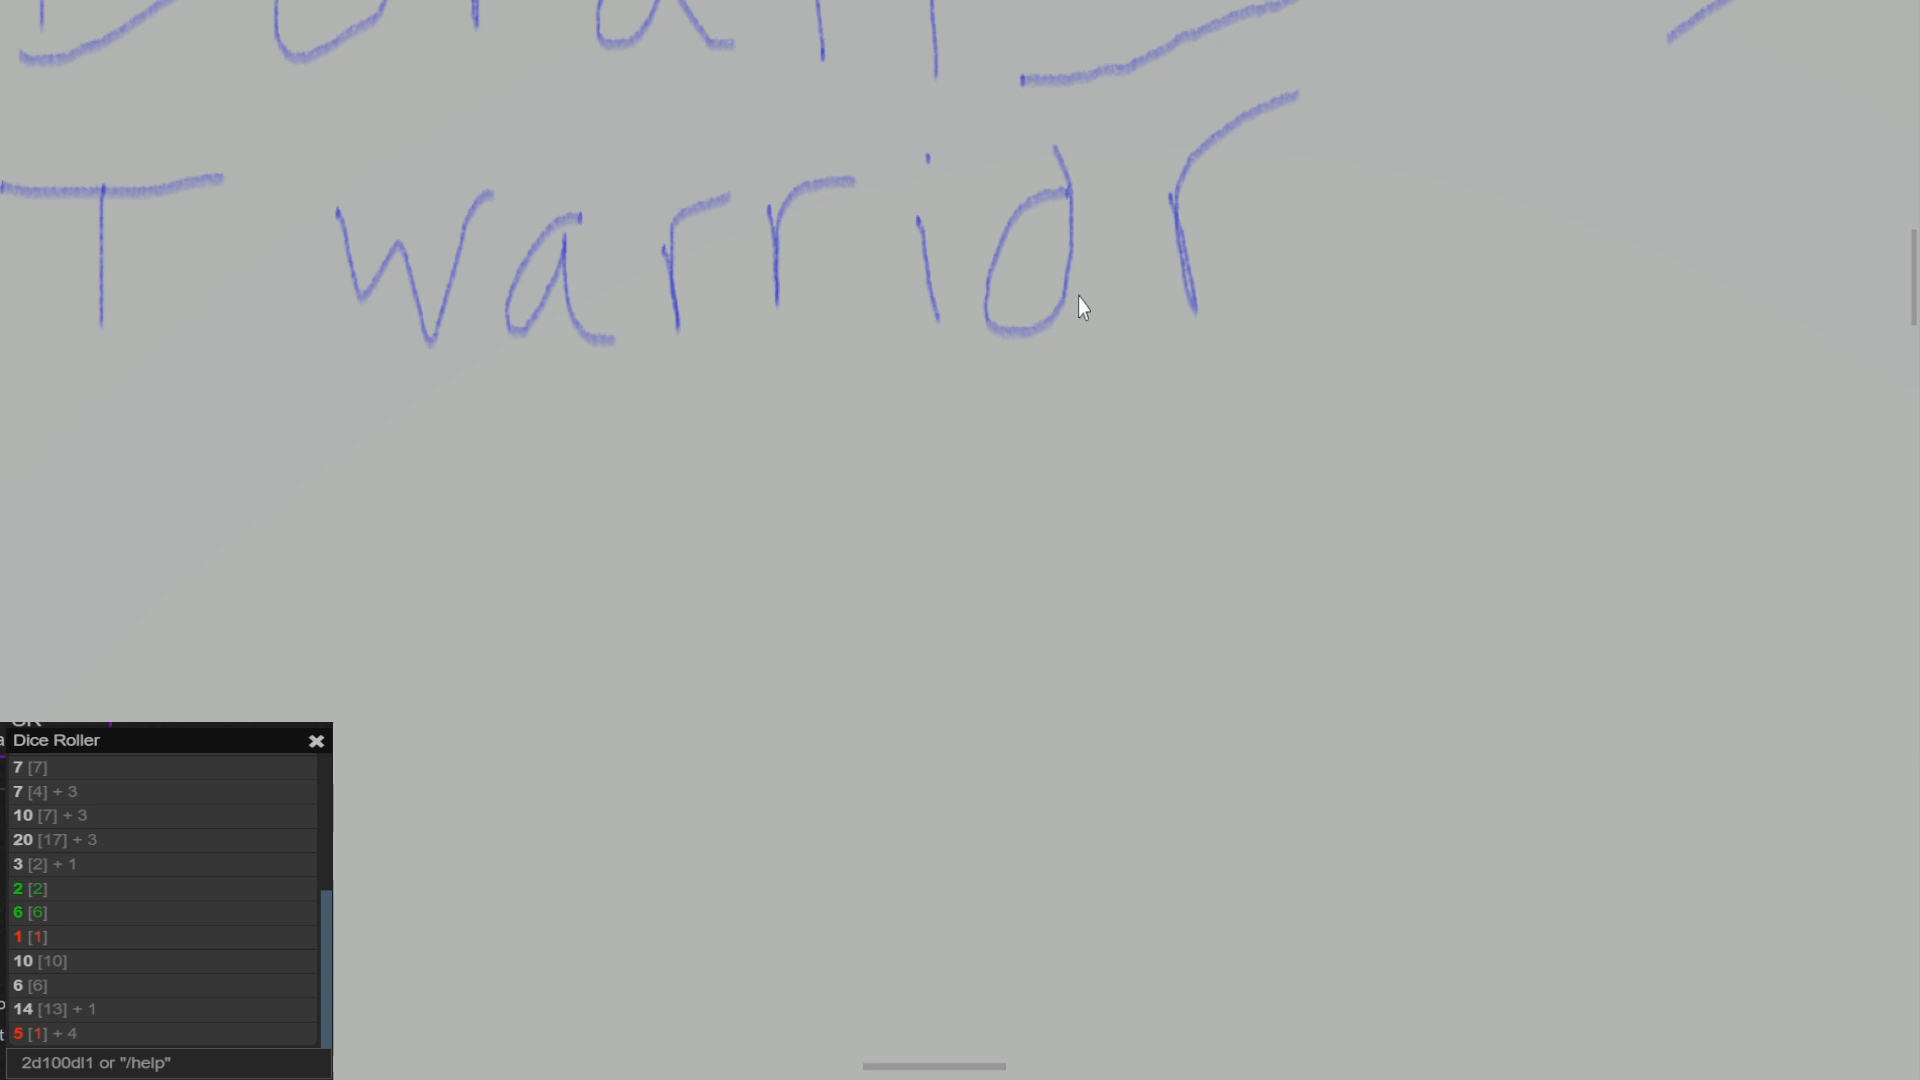 T warrior
Dice Roller
7 [7]
7 [4] + 3
10 [7] + 3
20 [17] + 3
3 [2] + 1
2 [2]
6 [6]
1 [1]
10 [10]
6 [6]
14 [13] + 1
5 [1] + 4
2d100dl1 or "/help"